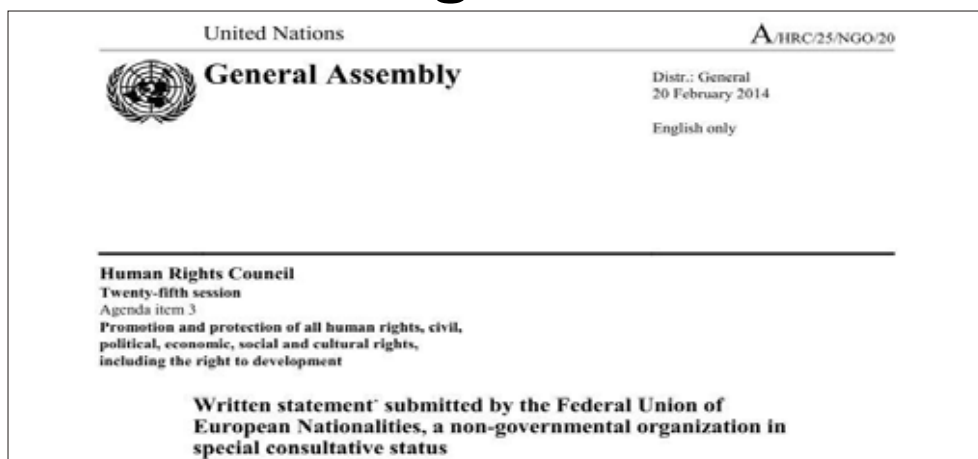 United Nations
A/HRC/25/NGO/20
General Assembly
Distr.: General
20 February 2014
English only
Human Rights Council
Twenty-fifth session
Agenda item 3
Promotion and protection of all human rights, civil,
political, economic, social and cultural rights,
including the right to development
Written statement* submitted by the Federal Union of
European Nationalities, a non-governmental organization in
special consultative status